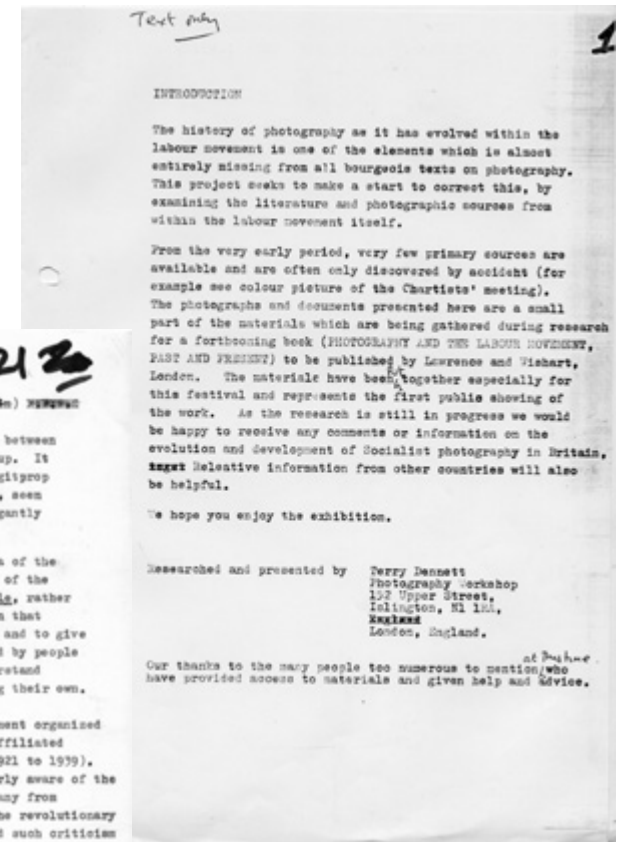 Text only
1
INTRODUCTION
The history of photography as it has evolved within the
labour movement is one of the elements which is almost
entirely missing from all bourgeois texts on photography.
This project seeks to make a start to correct this, by
examining the literature and photographic sources from
within the labour movement itself.
From the very early period, very few primary sources are
available and are often only discovered by accident (for
example see colour picture of the Chartists' meeting).
The photographs and documents presented here are a small
part of the materials which are being gathered during research
for a forthcoming book (PHOTOGRAPHY AND THE LABOUR MOVEMENT,
PAST AND PRESENT) to be published by Lawrence and Wishart,
London. The materials have been put together especially for
this festival and represents the first public showing of
the work. As the research is still in progress we would
be happy to receive any comments or information on the
evolution and development of Socialist photography in Britain,
Releative information from other countries will also
be helpful.
We hope you enjoy the exhibition.
Researched and presented by Terry Dennett
Photography Workshop
152 Upper Street,
Islington, N1 1RA,
England
London, England.
at this time
Our thanks to the many people too numerous to mention who
have provided access to materials and given help and advice.
21
between
up. It
gitprop
, seem
gantly
of the
of the
rather
that
and to give
by people
retand
g their own.
ment organized
ffiliated
921 to 1939).
rly aware of the
any from
he revolutionary
d such criticism